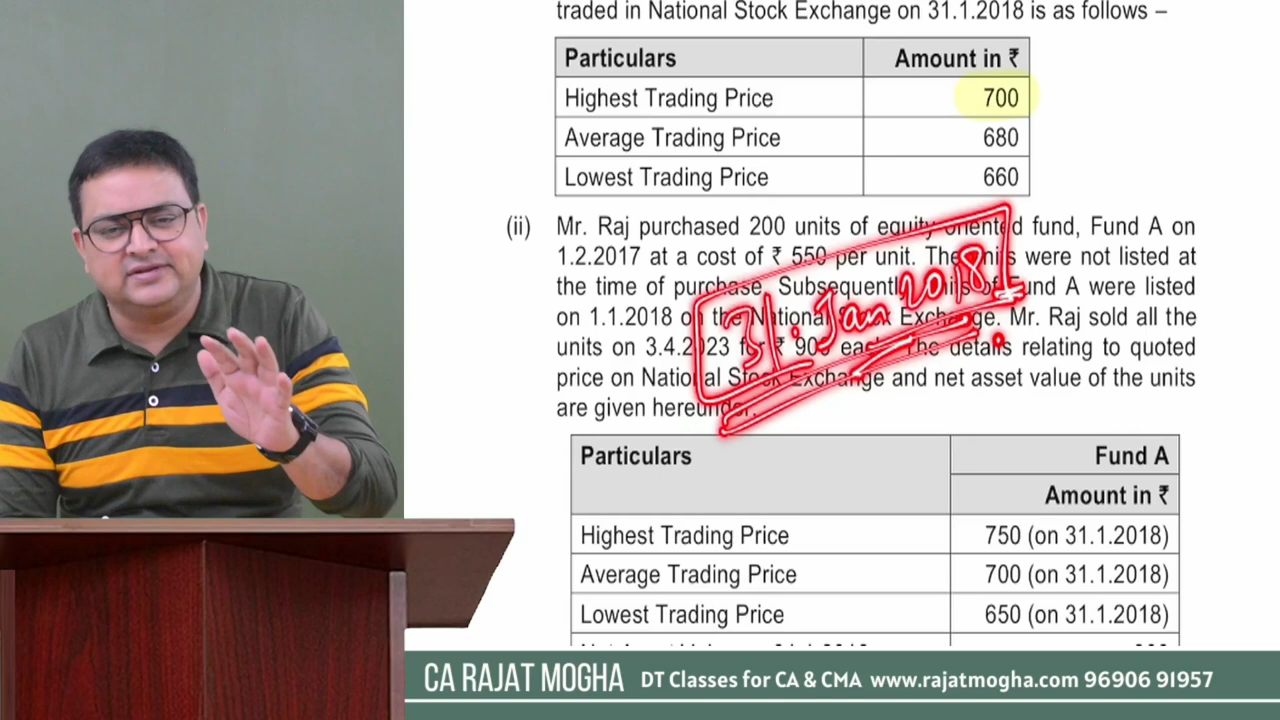 traded in National Stock Exchange on 31.1.2018 is as follows –
Particulars Amount in ₹
Highest Trading Price 700
Average Trading Price 680
Lowest Trading Price 660
(ii) Mr. Raj purchased 200 units of equity oriented fund, Fund A on
1.2.2017 at a cost of ₹ 550 per unit. The units were not listed at
the time of purchase. Subsequently units of Fund A were listed
on 1.1.2018 on the National Stock Exchange. Mr. Raj sold all the
units on 3.4.2023 for ₹ 900 each. The details relating to quoted
price on National Stock Exchange and net asset value of the units
are given hereunder.
31. Jan 2018
Particulars Fund A
Amount in ₹
Highest Trading Price 750 (on 31.1.2018)
Average Trading Price 700 (on 31.1.2018)
Lowest Trading Price 650 (on 31.1.2018)
CA RAJAT MOGHA DT Classes for CA & CMA www.rajatmogha.com 96906 91957